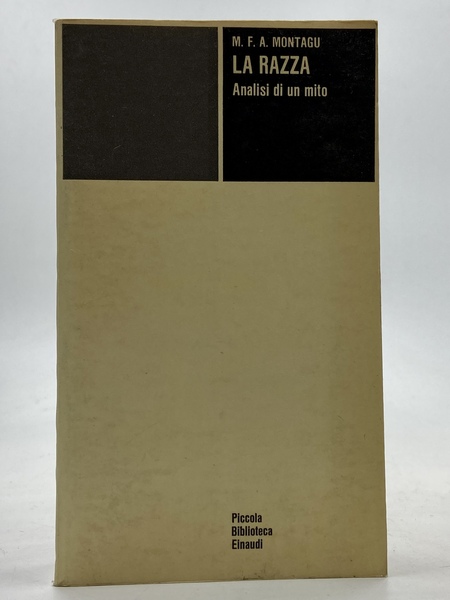 M. F. A. MONTAGU
LA RAZZA
Analisi di un mito
Piccola
Biblioteca
Einaudi